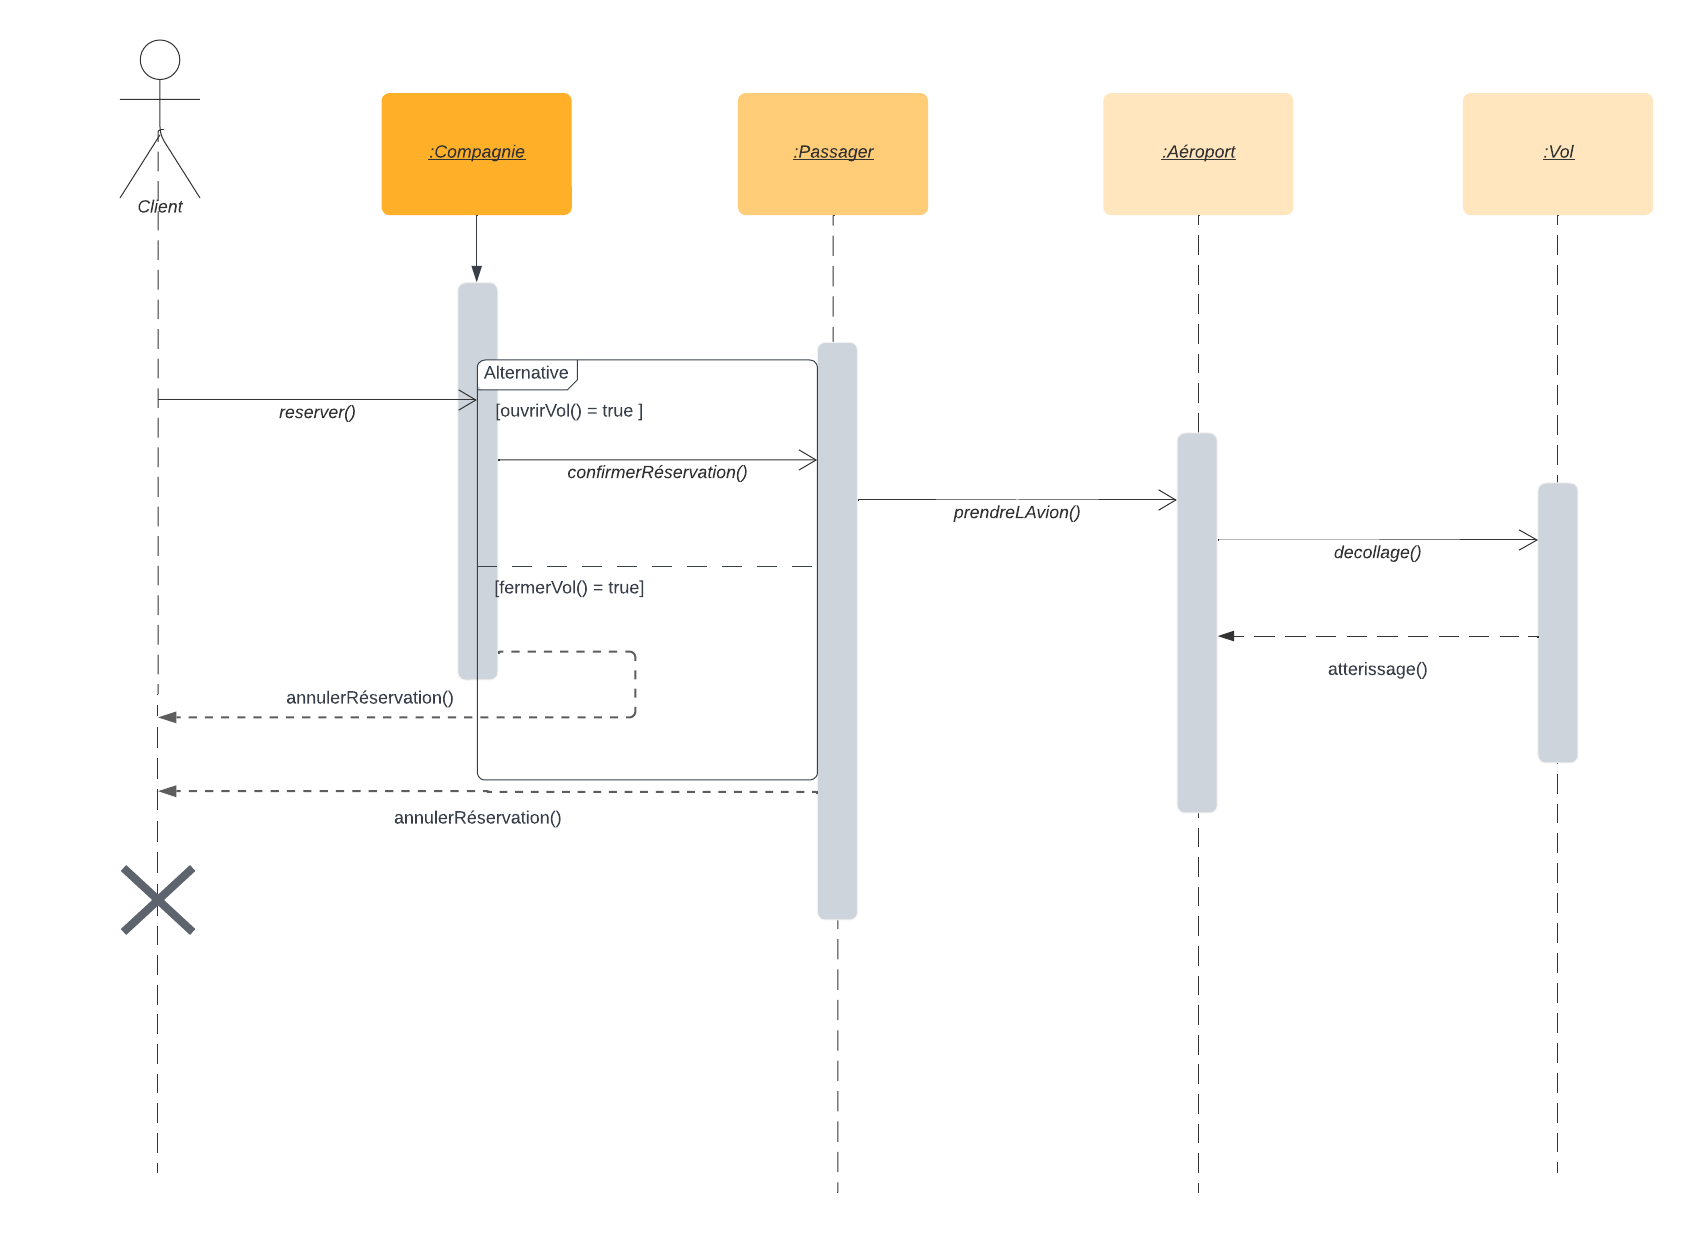 Client
:Compagnie
:Passager
:Aéroport
:Vol
Alternative
reserver()
[ouvrirVol() = true ]
confirmerRéservation()
prendreLAvion()
decollage()
[fermerVol() = true]
atterissage()
annulerRéservation()
annulerRéservation()